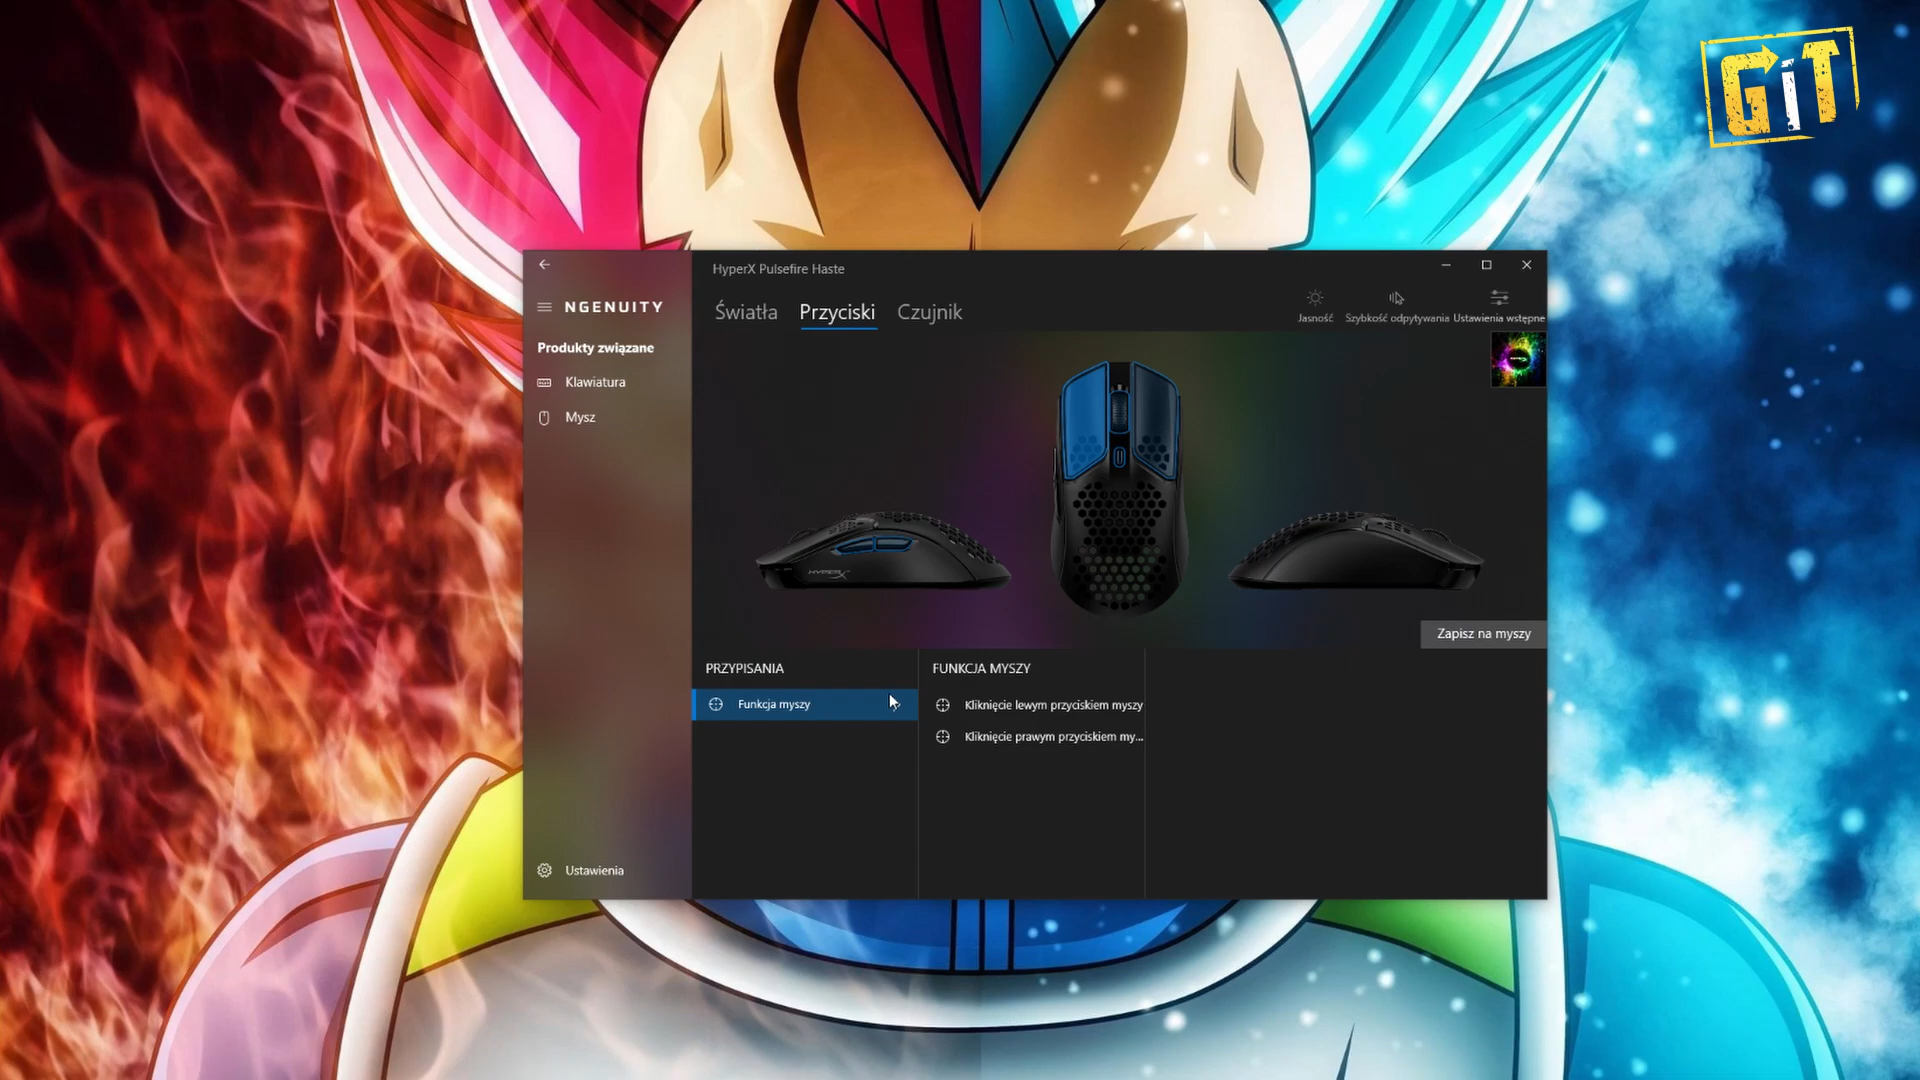 GiT
HyperX Pulsefire Haste
NGENUITY
Światła
Przyciski
Czujnik
Jasność
Szybkość odpytywania
Ustawienia wstępne
Produkty związane
Klawiatura
Mysz
HYPERX
Zapisz na myszy
PRZYPISANIA
FUNKCJA MYSZY
Funkcja myszy
Kliknięcie lewym przyciskiem myszy
Kliknięcie prawym przyciskiem my...
Ustawienia